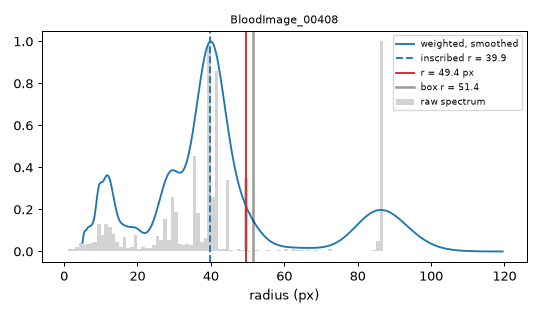 BloodImage_00408
weighted, smoothed
inscribed r = 39.9
r = 49.4 px
box r = 51.4
raw spectrum
1.0
0.8
0.6
0.4
0.2
0.0
0 20 40 60 80 100 120
radius (px)